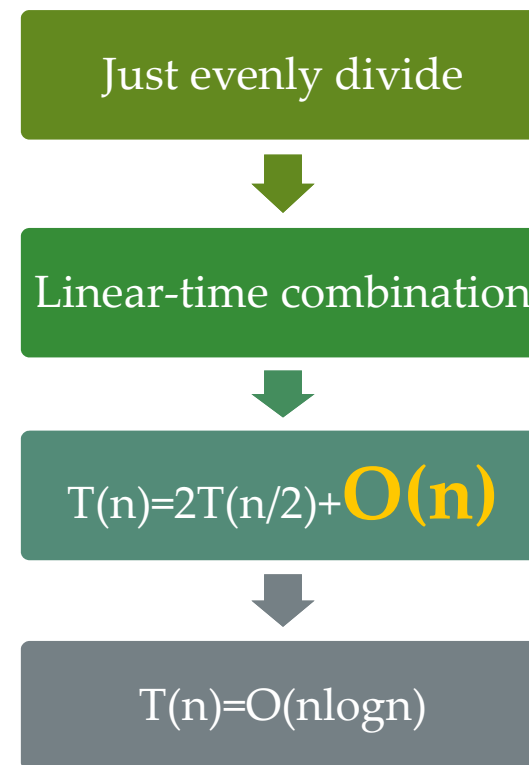 Just evenly divide
Linear-time combination
T(n)=2T(n/2)+O(n)
T(n)=O(nlogn)